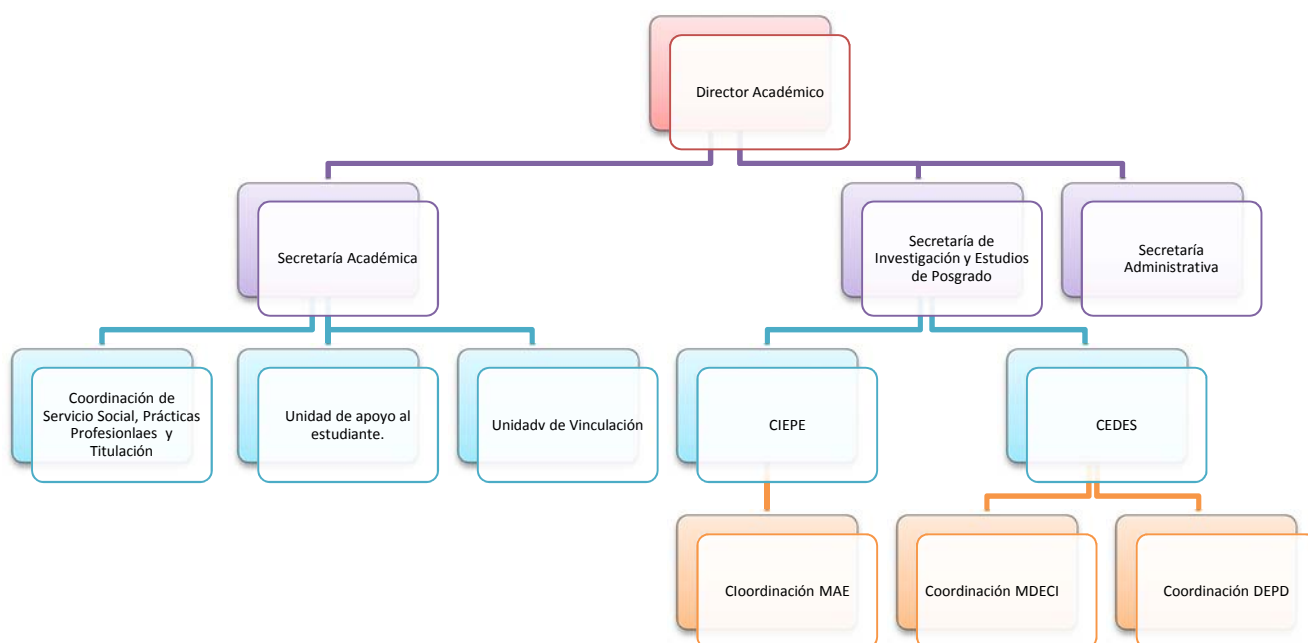 Director Académico
Secretaría Académica
Secretaría de
Investigación y Estudios
de Posgrado
Secretaría
Administrativa
Coordinación de
Servicio Social, Prácticas
Profesionlaes y
Titulación
Unidad de apoyo al
estudiante.
Unidadv de Vinculación
CIEPE
CEDES
CIoordinación MAE
Coordinación MDECI
Coordinación DEPD